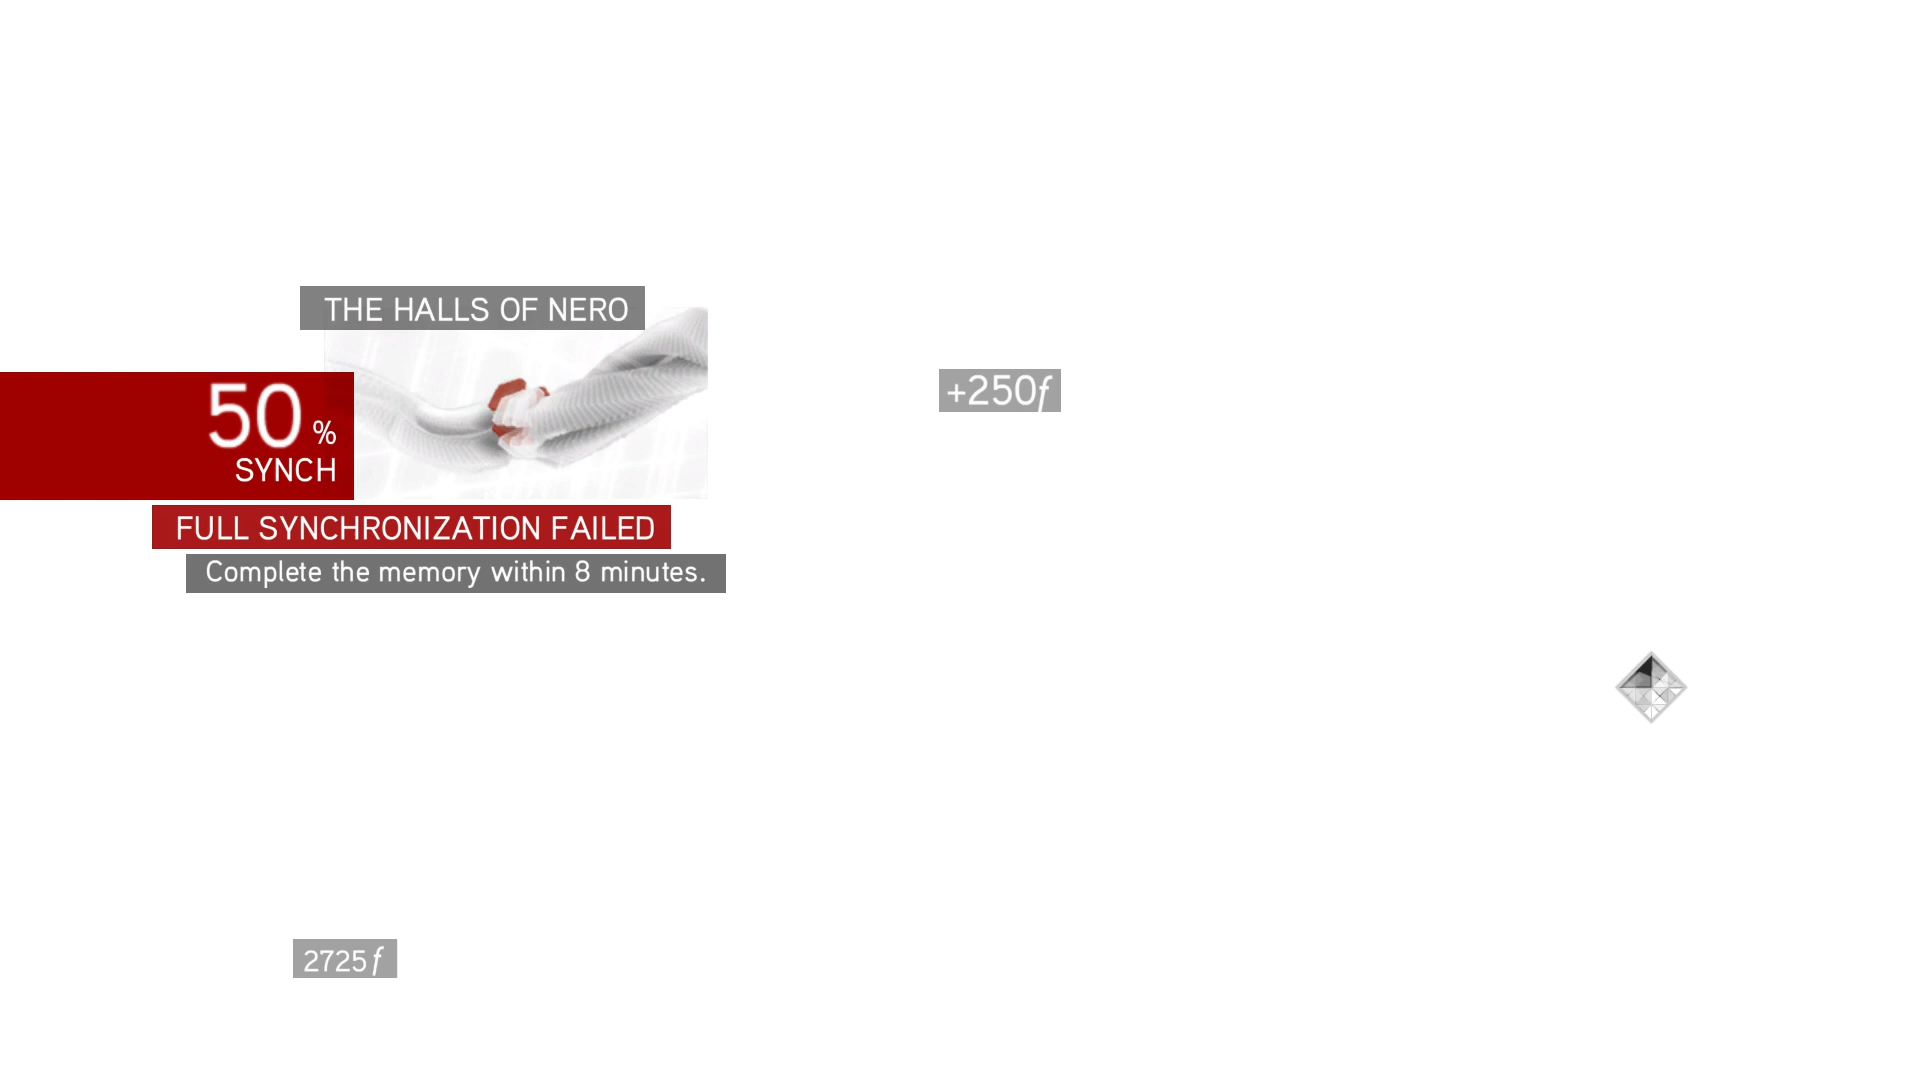 THE HALLS OF NERO
50 %
SYNCH
FULL SYNCHRONIZATION FAILED
Complete the memory within 8 minutes.
+250ƒ
2725ƒ